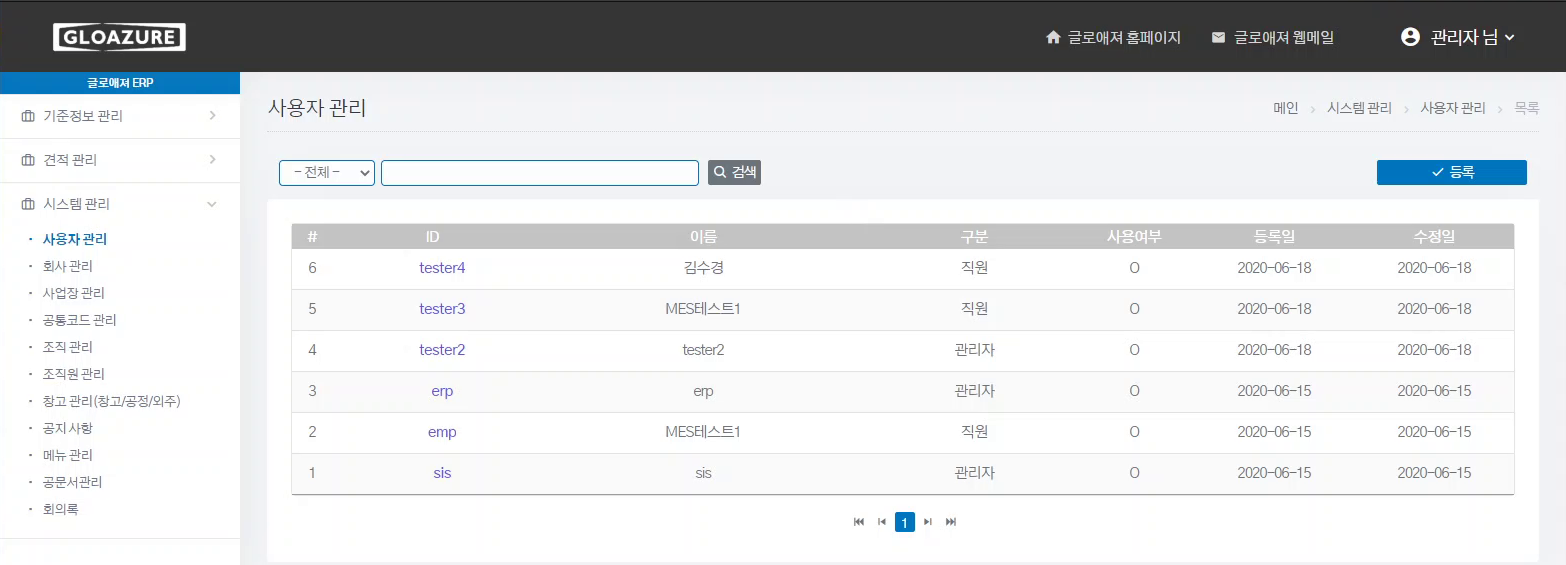 GLOAZURE
글로애져 홈페이지 글로애져 웹메일 관리자 님
글로애져 ERP
기준정보 관리
견적 관리
시스템 관리
· 사용자 관리
· 회사 관리
· 사업장 관리
· 공통코드 관리
· 조직 관리
· 조직원 관리
· 창고 관리(창고/공정/외주)
· 공지 사항
· 메뉴 관리
· 공문서관리
· 회의록
사용자 관리
메인 > 시스템 관리 > 사용자 관리 > 목록
- 전체 - 검색 등록
# ID 이름 구분 사용여부 등록일 수정일
6 tester4 김수경 직원 O 2020-06-18 2020-06-18
5 tester3 MES테스트1 직원 O 2020-06-18 2020-06-18
4 tester2 tester2 관리자 O 2020-06-18 2020-06-18
3 erp erp 관리자 O 2020-06-15 2020-06-15
2 emp MES테스트1 직원 O 2020-06-15 2020-06-15
1 sis sis 관리자 O 2020-06-15 2020-06-15
1